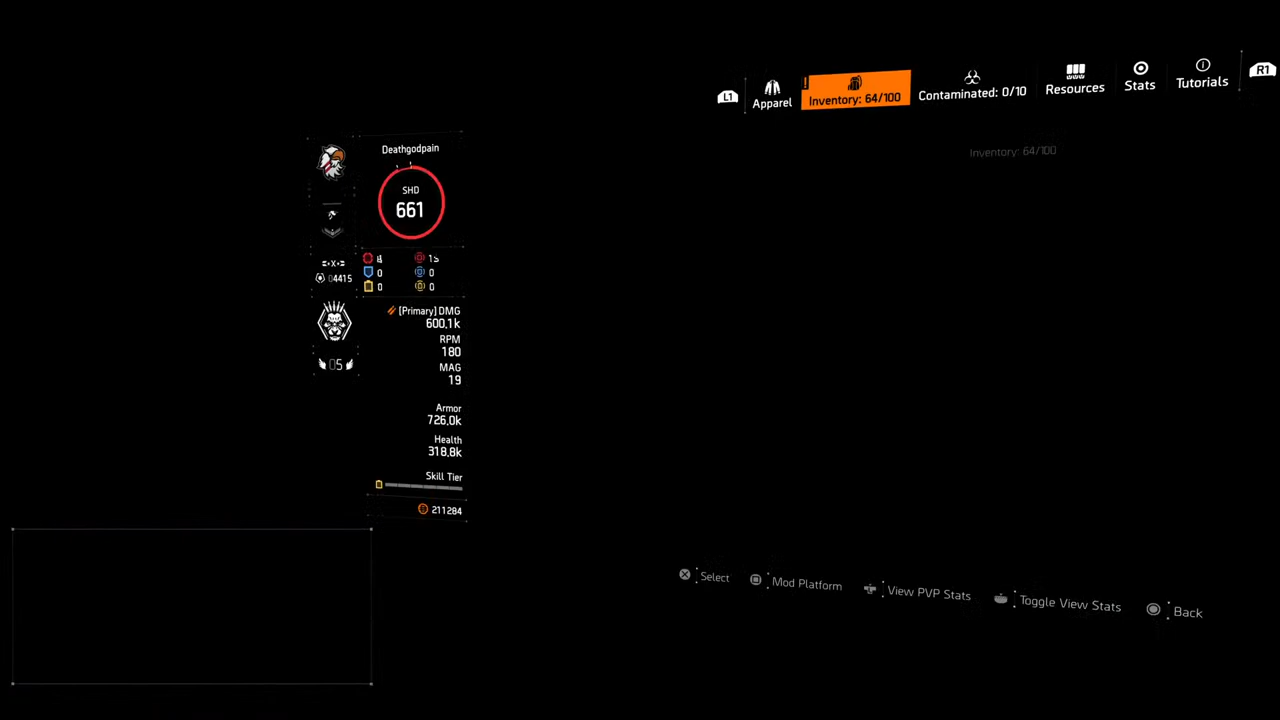 L1
Apparel
Inventory: 64/100
Contaminated: 0/10
Resources
Stats
Tutorials
R1
Inventory: 64/100
Deathgodpain
SHD
661
15
0
0
0
0
04415
[Primary] DMG
600,1k
RPM
180
MAG
19
05
Armor
726,0k
Health
318,8k
Skill Tier
211284
Select
Mod Platform
View PVP Stats
Toggle View Stats
Back